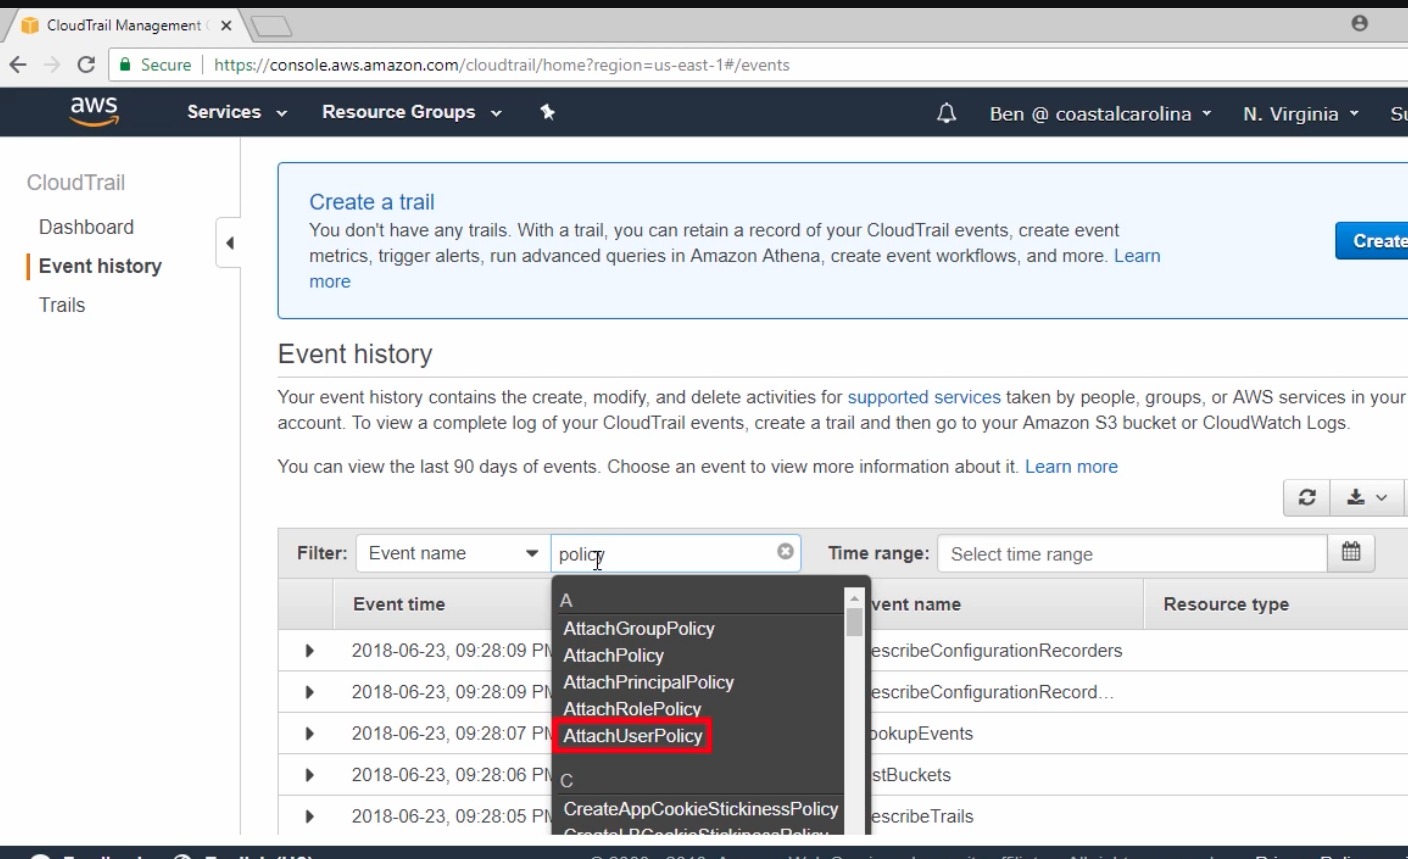 CloudTrail Management
Secure https://console.aws.amazon.com/cloudtrail/home?region=us-east-1#/events
aws Services Resource Groups Ben @ coastalcarolina N. Virginia
CloudTrail
Dashboard
Event history
Trails
Create a trail
You don't have any trails. With a trail, you can retain a record of your CloudTrail events, create event
metrics, trigger alerts, run advanced queries in Amazon Athena, create event workflows, and more. Learn
more
Create
Event history
Your event history contains the create, modify, and delete activities for supported services taken by people, groups, or AWS services in your
account. To view a complete log of your CloudTrail events, create a trail and then go to your Amazon S3 bucket or CloudWatch Logs.
You can view the last 90 days of events. Choose an event to view more information about it. Learn more
Filter: Event name policy Time range: Select time range
Event time vent name Resource type
2018-06-23, 09:28:09 PM escribeConfigurationRecorders
2018-06-23, 09:28:09 PM escribeConfigurationRecord...
2018-06-23, 09:28:07 PM ookupEvents
2018-06-23, 09:28:06 PM stBuckets
2018-06-23, 09:28:05 PM escribeTrails
A
AttachGroupPolicy
AttachPolicy
AttachPrincipalPolicy
AttachRolePolicy
AttachUserPolicy
C
CreateAppCookieStickinessPolicy
CreateLBCookieStickinessPolicy